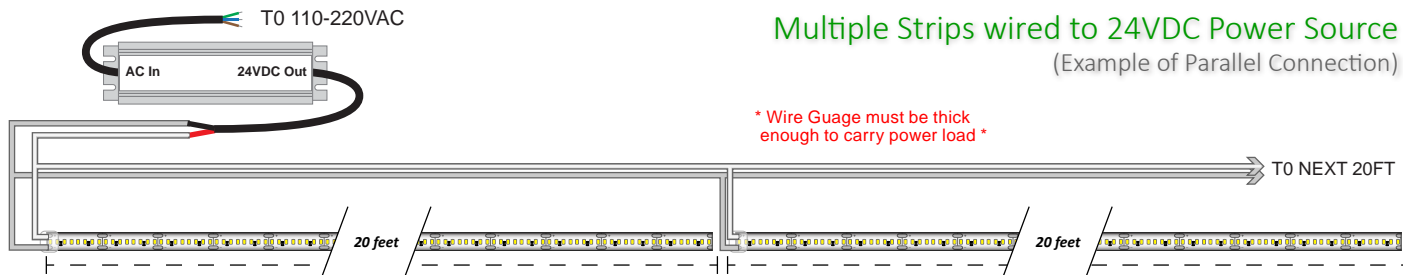 T0 110-220VAC
Multiple Strips wired to 24VDC Power Source
(Example of Parallel Connection)
AC In
24VDC Out
* Wire Guage must be thick
enough to carry power load *
T0 NEXT 20FT
20 feet
20 feet